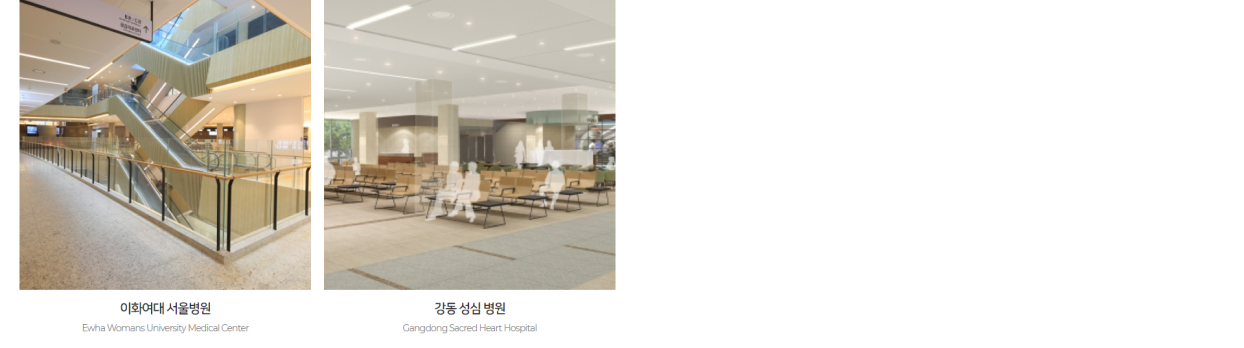 이화여대 서울병원
Ewha Womans University Medical Center
강동 성심 병원
Gangdong Sacred Heart Hospital